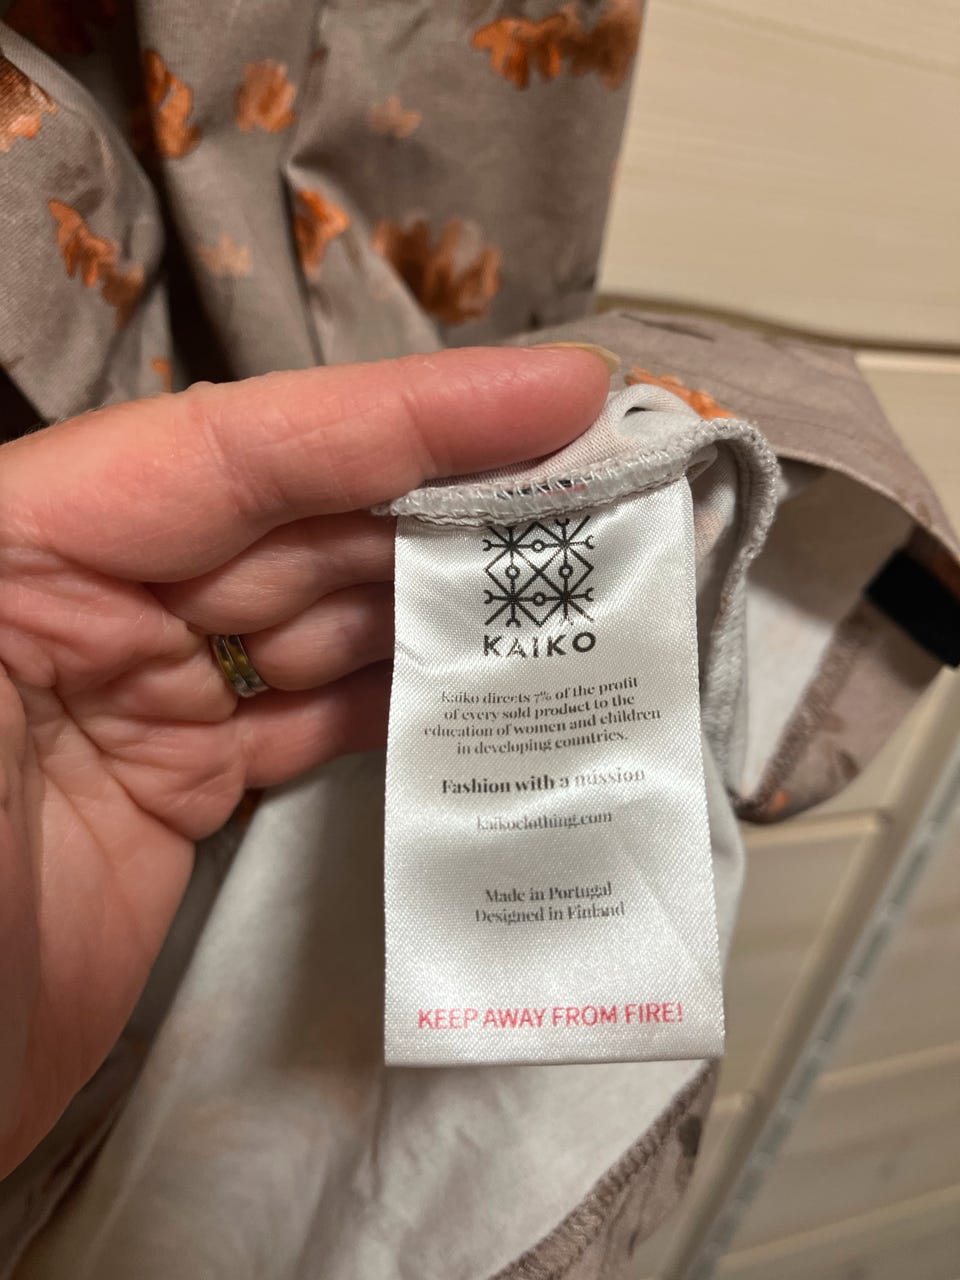 KAIKO
Kaiko directs 7% of the profit
of every sold product to the
education of women and children
in developing countries.
Fashion with a mission
kaikoclothing.com
Made in Portugal
Designed in Finland
KEEP AWAY FROM FIRE!